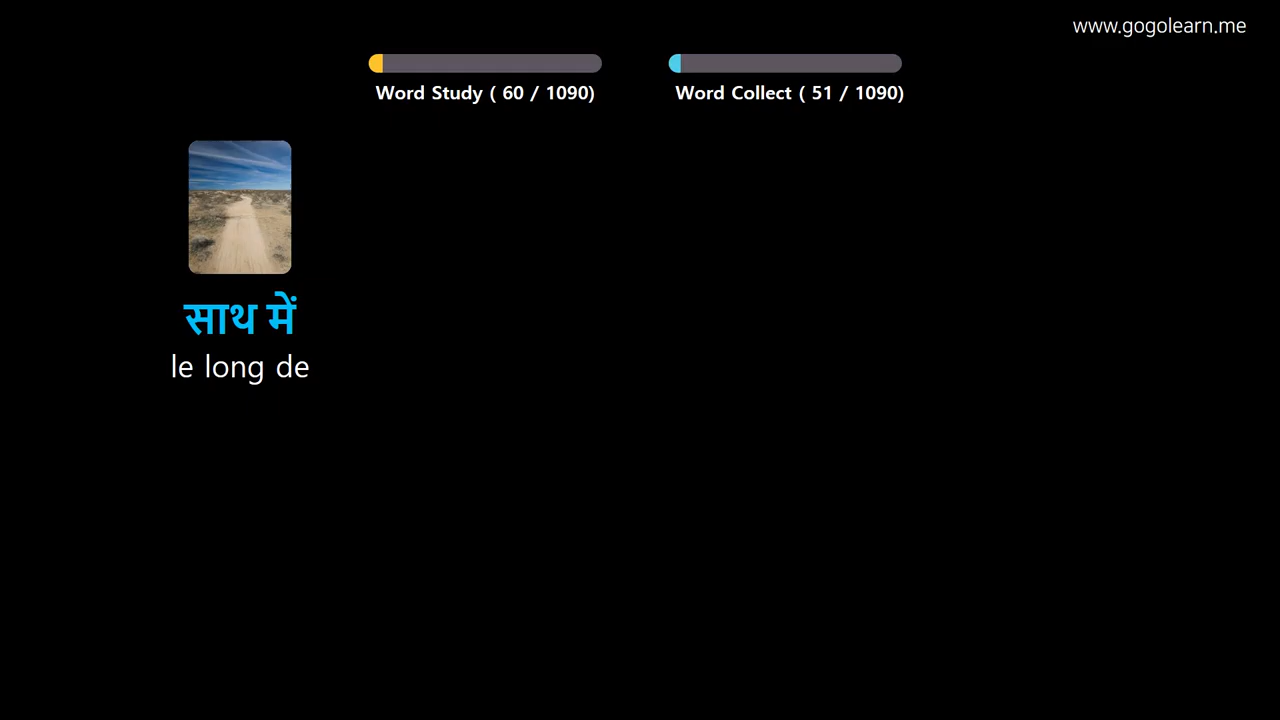 www.gogolearn.me
Word Study ( 60 / 1090)
Word Collect ( 51 / 1090)
साथ में
le long de